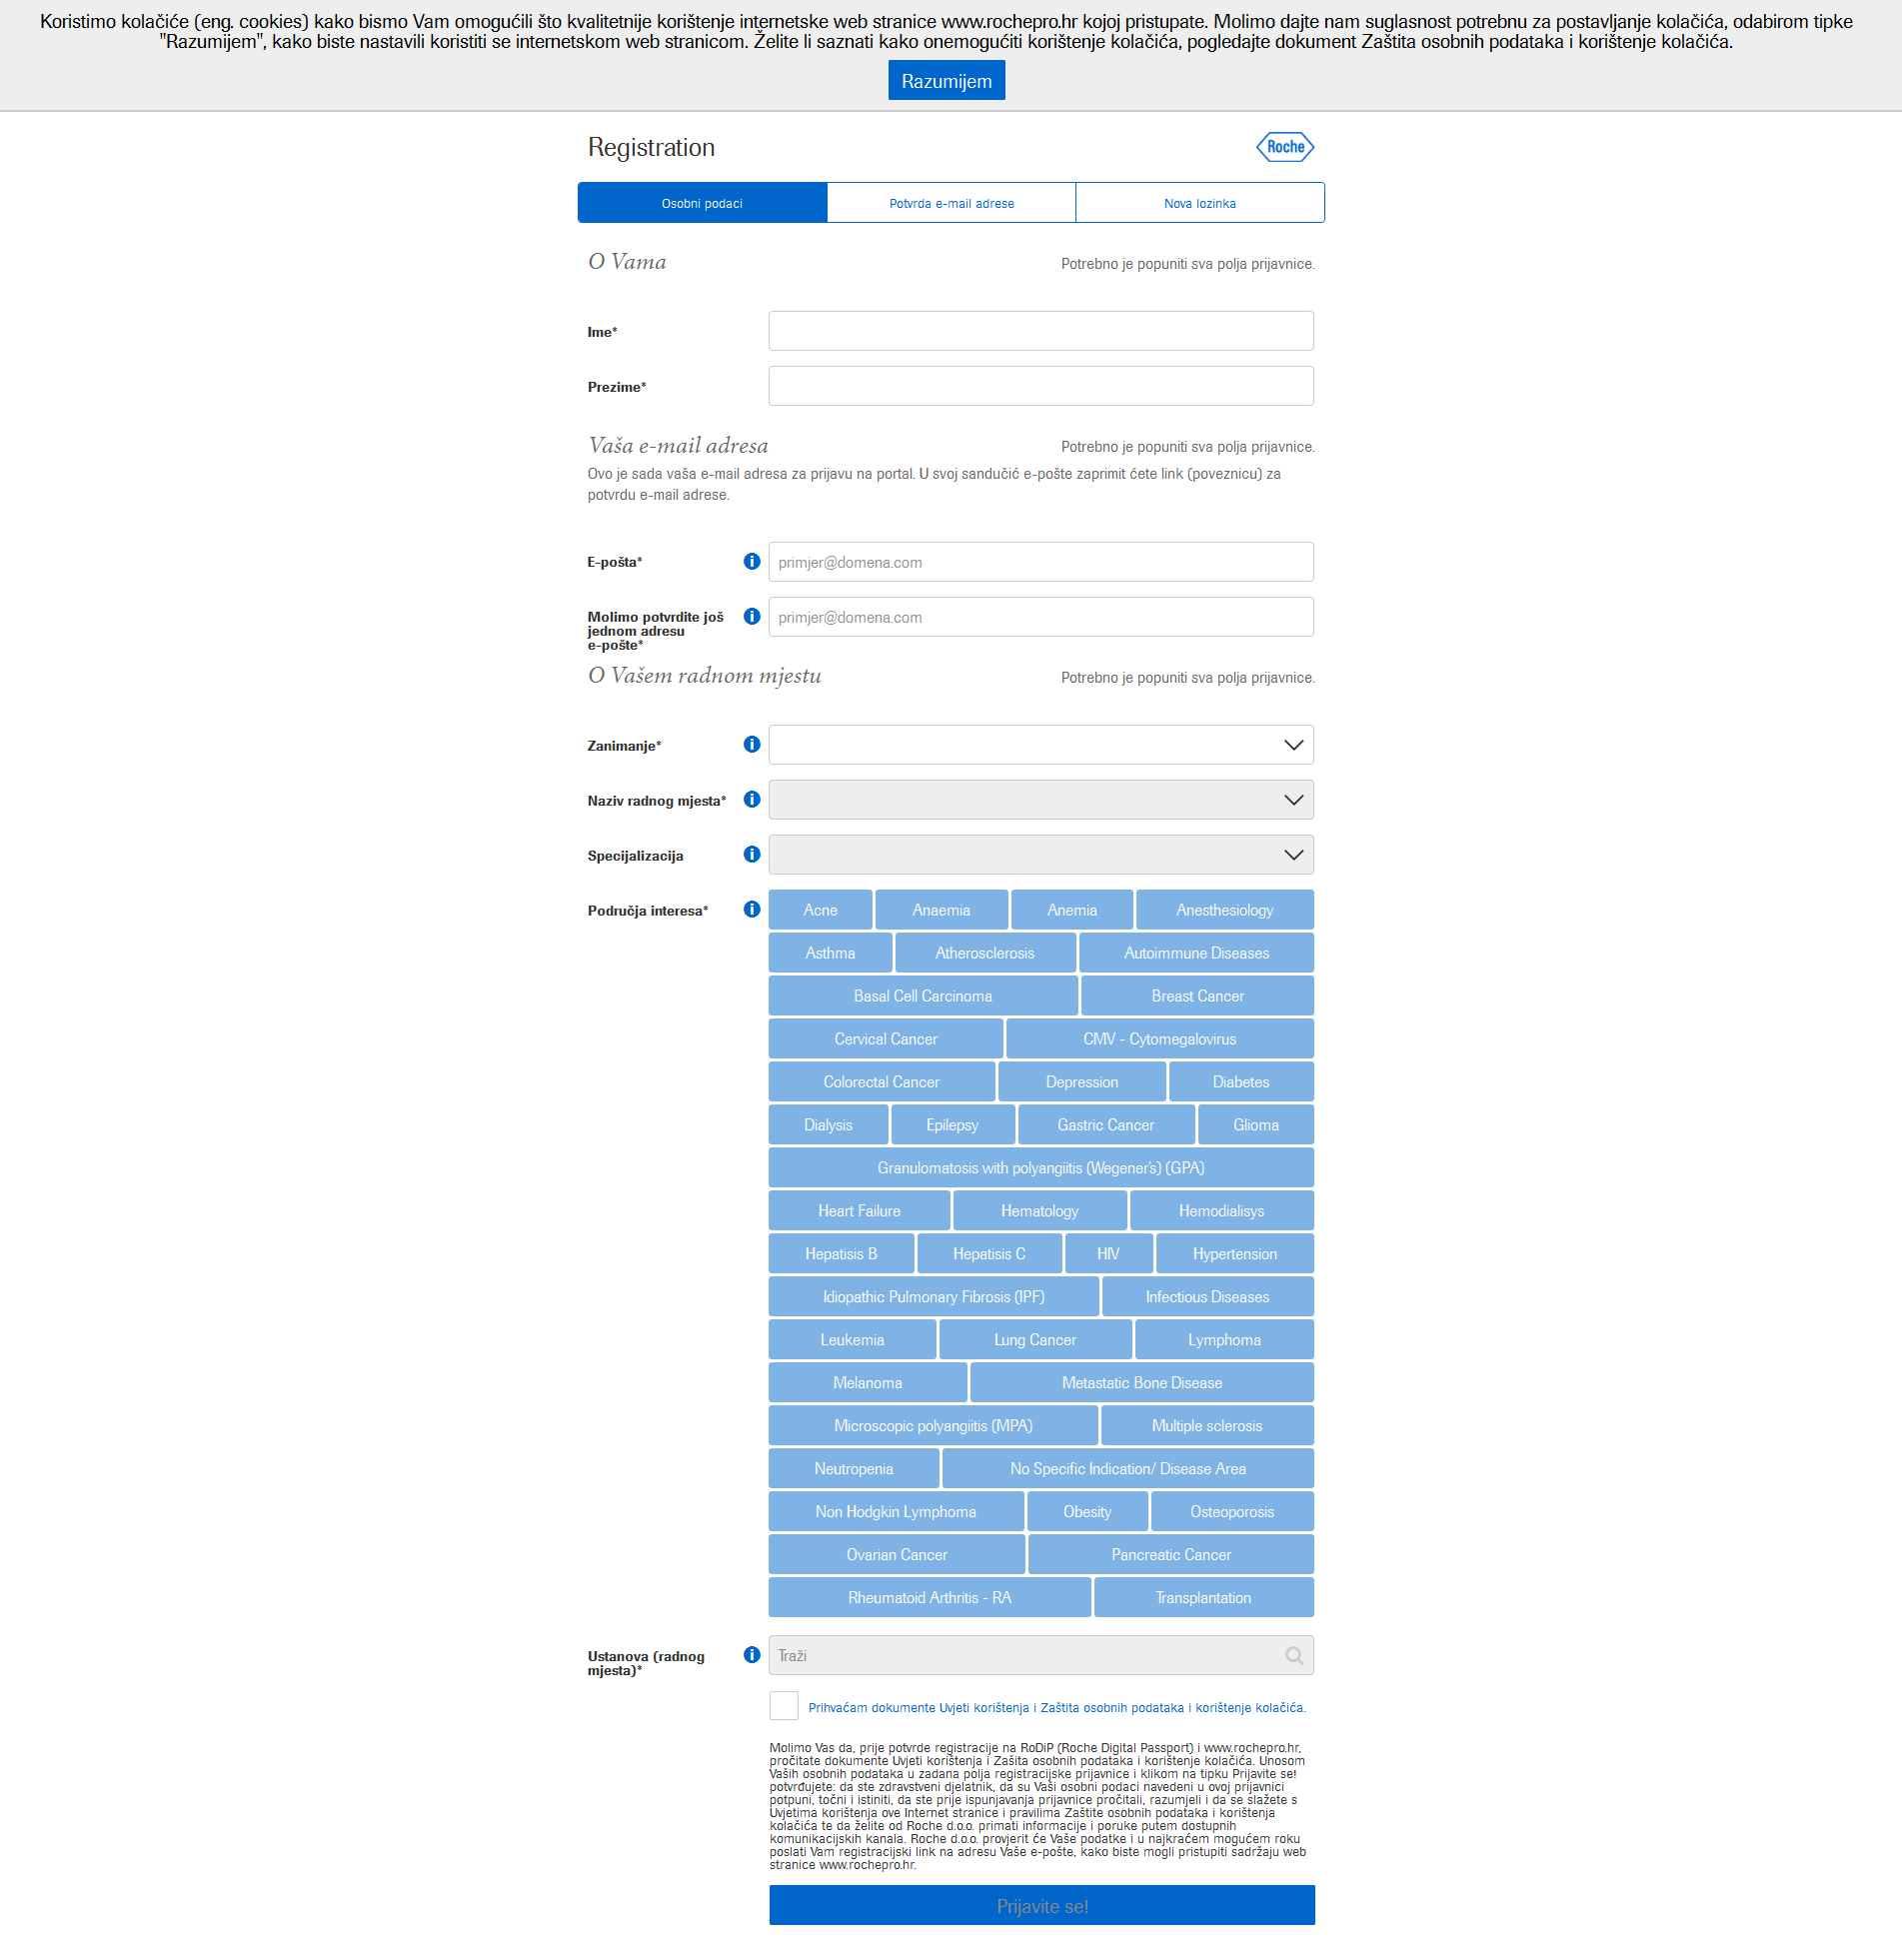 Koristimo kolačiće (eng. cookies) kako bismo Vam omogućili što kvalitetnije korištenje internetske web stranice www.rochepro.hr kojoj pristupate. Molimo dajte nam suglasnost potrebnu za postavljanje kolačića, odabirom tipke
"Razumijem", kako biste nastavili koristiti se internetskom web stranicom. Želite li saznati kako onemogućiti korištenje kolačića, pogledajte dokument Zaštita osobnih podataka i korištenje kolačića.
Razumijem
Registration
Roche
Osobni podaci
Potvrda e-mail adrese
Nova lozinka
O Vama
Potrebno je popuniti sva polja prijavnice.
Ime*
Prezime*
Vaša e-mail adresa
Potrebno je popuniti sva polja prijavnice.
Ovo je sada vaša e-mail adresa za prijavu na portal. U svoj sandučić e-pošte zaprimit ćete link (poveznicu) za
potvrdu e-mail adrese.
E-pošta*
primjer@domena.com
Molimo potvrdite još
jednom adresu
e-pošte*
primjer@domena.com
O Vašem radnom mjestu
Potrebno je popuniti sva polja prijavnice.
Zanimanje*
Naziv radnog mjesta*
Specijalizacija
Područja interesa*
Acne
Anaemia
Anemia
Anesthesiology
Asthma
Atherosclerosis
Autoimmune Diseases
Basal Cell Carcinoma
Breast Cancer
Cervical Cancer
CMV - Cytomegalovirus
Colorectal Cancer
Depression
Diabetes
Dialysis
Epilepsy
Gastric Cancer
Glioma
Granulomatosis with polyangiitis (Wegener's) (GPA)
Heart Failure
Hematology
Hemodialisys
Hepatisis B
Hepatisis C
HIV
Hypertension
Idiopathic Pulmonary Fibrosis (IPF)
Infectious Diseases
Leukemia
Lung Cancer
Lymphoma
Melanoma
Metastatic Bone Disease
Microscopic polyangiitis (MPA)
Multiple sclerosis
Neutropenia
No Specific Indication/ Disease Area
Non Hodgkin Lymphoma
Obesity
Osteoporosis
Ovarian Cancer
Pancreatic Cancer
Rheumatoid Arthritis - RA
Transplantation
Ustanova (radnog
mjesta)*
Traži
Prihvaćam dokumente Uvjeti korištenja i Zaštita osobnih podataka i korištenje kolačića.
Molimo Vas da, prije potvrde registracije na RoDiP (Roche Digital Passport) i www.rochepro.hr,
pročitate dokumente Uvjeti korištenja i Zašita osobnih podataka i korištenje kolačića. Unosom
Vaših osobnih podataka u zadana polja registracijske prijavnice i klikom na tipku Prijavite se!
potvrđujete: da ste zdravstveni djelatnik, da su Vaši osobni podaci navedeni u ovoj prijavnici
potpuni, točni i istiniti, da ste prije ispunjavanja prijavnice pročitali, razumjeli i da se slažete s
Uvjetima korištenja ove Internet stranice i pravilima Zaštite osobnih podataka i korištenja
kolačića te da želite od Roche d.o.o. primati informacije i poruke putem dostupnih
komunikacijskih kanala. Roche d.o.o. provjerit će Vaše podatke i u najkraćem mogućem roku
poslati Vam registracijski link na adresu Vaše e-pošte, kako biste mogli pristupiti sadržaju web
stranice www.rochepro.hr.
Prijavite se!